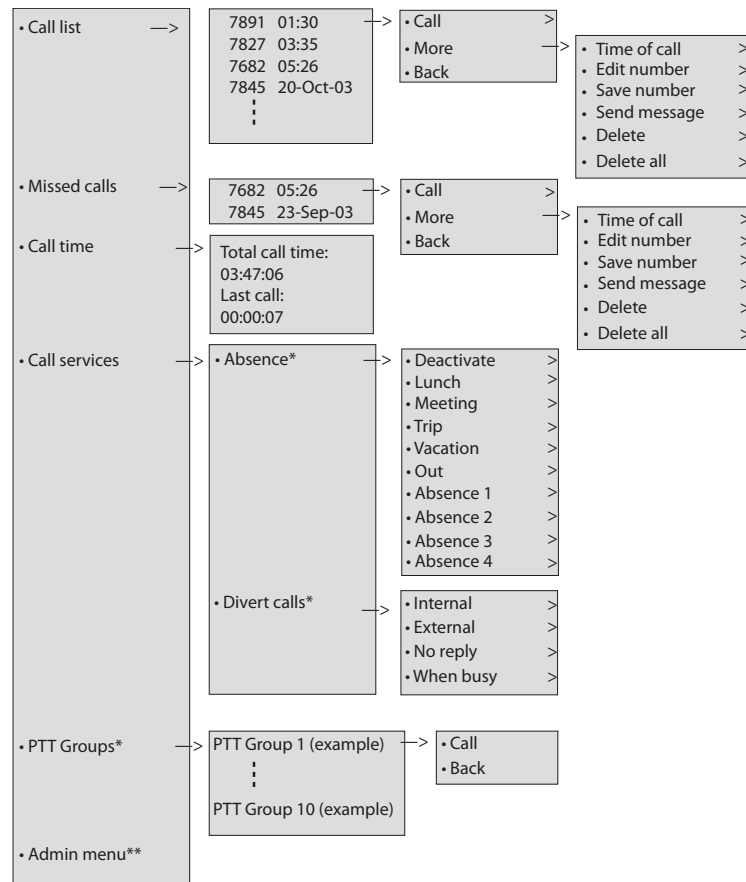 • Call list —>
7891 01:30 —>
7827 03:35
7682 05:26
7845 20-Oct-03
• Call >
• More —>
• Back
• Time of call >
• Edit number >
• Save number >
• Send message >
• Delete >
• Delete all >
• Missed calls —>
7682 05:26 —>
7845 23-Sep-03
• Call >
• More —>
• Back
• Time of call >
• Edit number >
• Save number >
• Send message >
• Delete >
• Delete all >
• Call time —>
Total call time:
03:47:06
Last call:
00:00:07
• Call services —>
• Absence* —>
• Deactivate >
• Lunch >
• Meeting >
• Trip >
• Vacation >
• Out >
• Absence 1 >
• Absence 2 >
• Absence 3 >
• Absence 4 >
• Divert calls* —>
• Internal >
• External >
• No reply >
• When busy >
• PTT Groups* —>
PTT Group 1 (example) —>
PTT Group 10 (example)
• Call
• Back
• Admin menu**